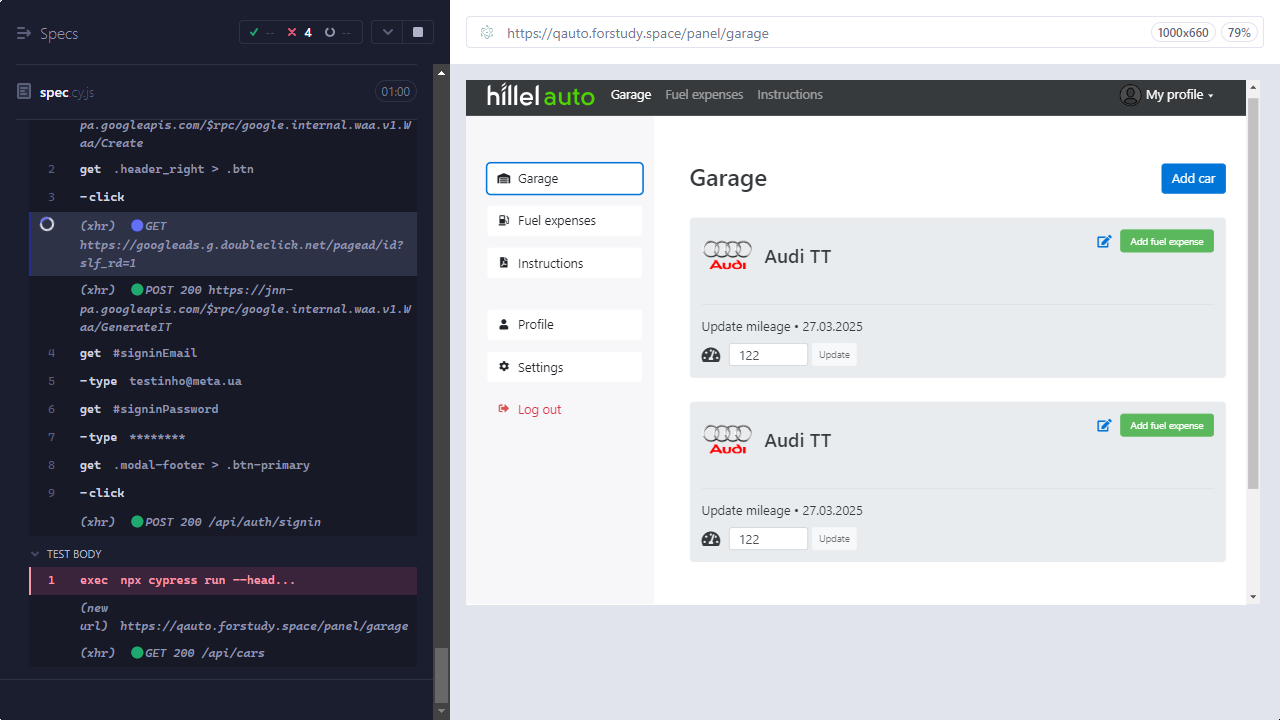 Specs
-- 4 --
spec.cy.js
01:00
pa.googleapis.com/$rpc/google.internal.waa.v1.W
aa/Create
2 get .header_right > .btn
3 -click
(xhr) GET
https://googleads.g.doubleclick.net/pagead/id?
slf_rd=1
(xhr) POST 200 https://jnn-
pa.googleapis.com/$rpc/google.internal.waa.v1.W
aa/GenerateIT
4 get #signinEmail
5 -type testinho@meta.ua
6 get #signinPassword
7 -type ********
8 get .modal-footer > .btn-primary
9 -click
(xhr) POST 200 /api/auth/signin
TEST BODY
1 exec npx cypress run --head...
(new
url) https://qauto.forstudy.space/panel/garage
(xhr) GET 200 /api/cars
https://qauto.forstudy.space/panel/garage
1000x660
79%
hillel auto
Garage
Fuel expenses
Instructions
My profile
Garage
Fuel expenses
Instructions
Profile
Settings
Log out
Garage
Add car
Audi
Audi TT
Add fuel expense
Update mileage • 27.03.2025
122
Update
Audi
Audi TT
Add fuel expense
Update mileage • 27.03.2025
122
Update